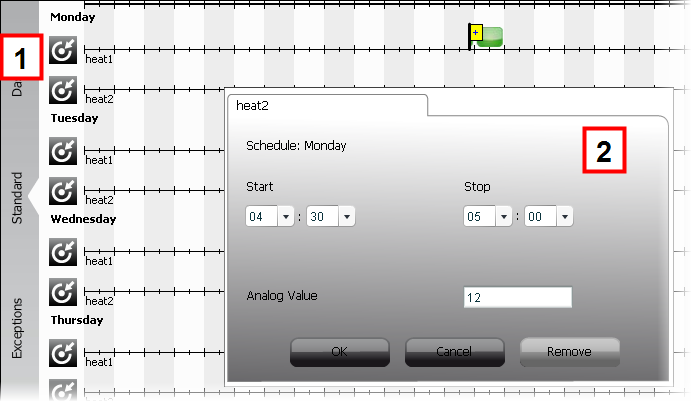 Monday
1
heat1
Da
heat2
Tuesday
heat1
Standard
heat2
Wednesday
heat1
heat2
Exceptions
Thursday
heat1
heat2
+
heat2
2
Schedule: Monday
Start
Stop
04 : 30
05 : 00
Analog Value
12
OK
Cancel
Remove